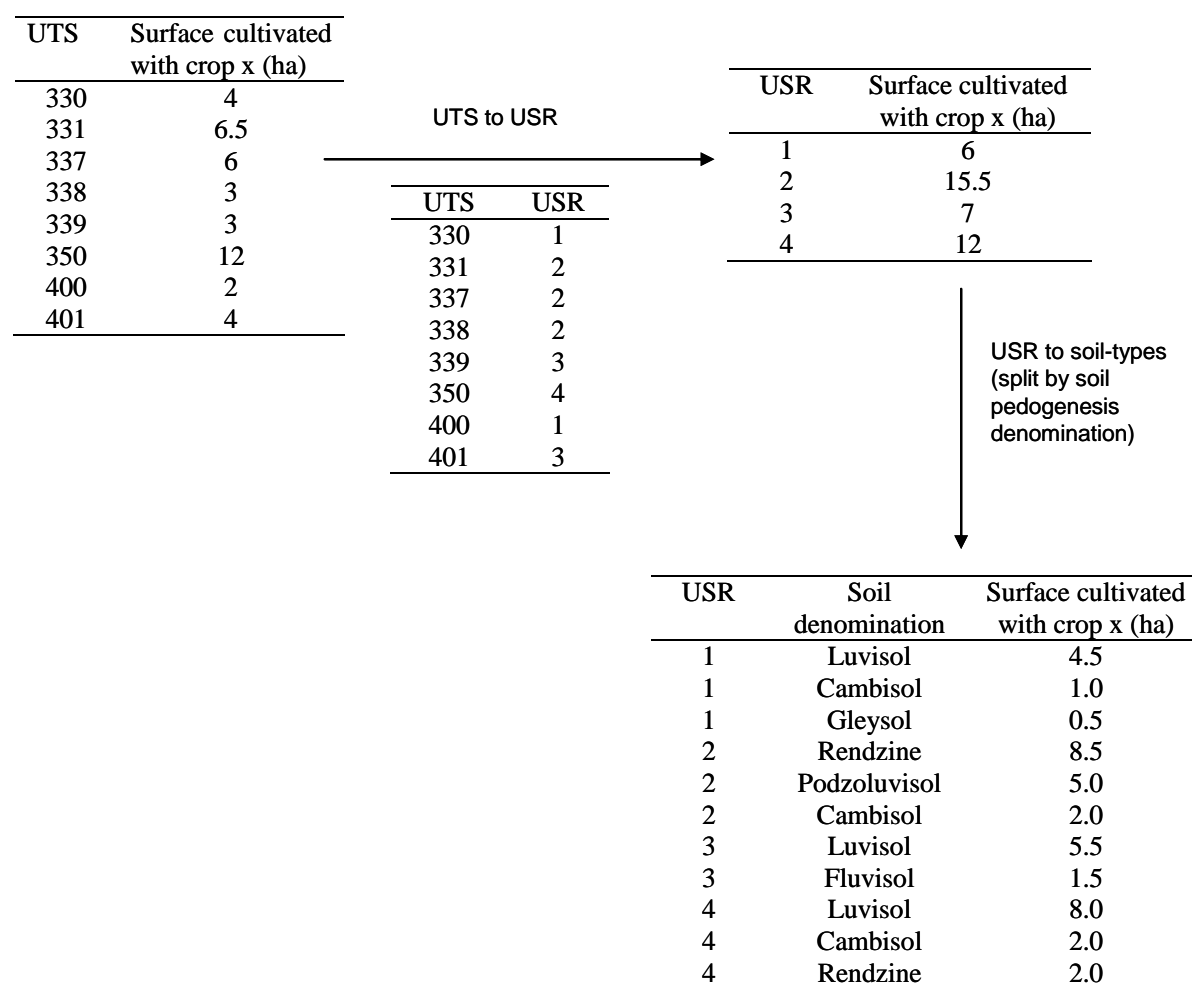 UTS Surface cultivated
with crop x (ha)
330 4
331 6.5
337 6
338 3
339 3
350 12
400 2
401 4
UTS to USR
UTS USR
330 1
331 2
337 2
338 2
339 3
350 4
400 1
401 3
USR Surface cultivated
with crop x (ha)
1 6
2 15.5
3 7
4 12
USR to soil-types
(split by soil
pedogenesis
denomination)
USR Soil Surface cultivated
denomination with crop x (ha)
1 Luvisol 4.5
1 Cambisol 1.0
1 Gleysol 0.5
2 Rendzine 8.5
2 Podzoluvisol 5.0
2 Cambisol 2.0
3 Luvisol 5.5
3 Fluvisol 1.5
4 Luvisol 8.0
4 Cambisol 2.0
4 Rendzine 2.0